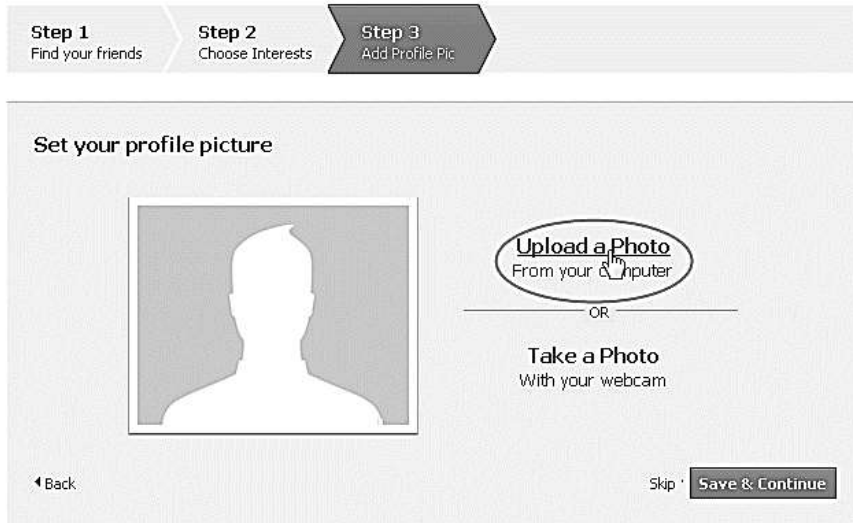 Step 1
Find your friends
Step 2
Choose Interests
Step 3
Add Profile Pic
Set your profile picture
Upload a Photo
From your computer
OR
Take a Photo
With your webcam
Back
Skip · Save & Continue